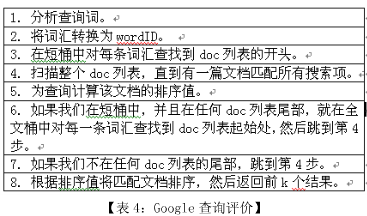 1. 分析查询词。
2. 将词汇转换为 wordID。
3. 在短桶中对每条词汇查找到 doc 列表的开头。
4. 扫描整个 doc 列表，直到有一篇文档匹配所有搜索项。
5. 为查询计算该文档的排序值。
6. 如果我们在短桶中，并且在任何 doc 列表尾部，就在全
文桶中对每一条词汇查找到 doc 列表起始处，然后跳到第 4
步。
7. 如果我们不在任何 doc 列表的尾部，跳到第 4 步。
8. 根据排序值将匹配文档排序，然后返回前 k 个结果。
【表 4：Google 查询评价】